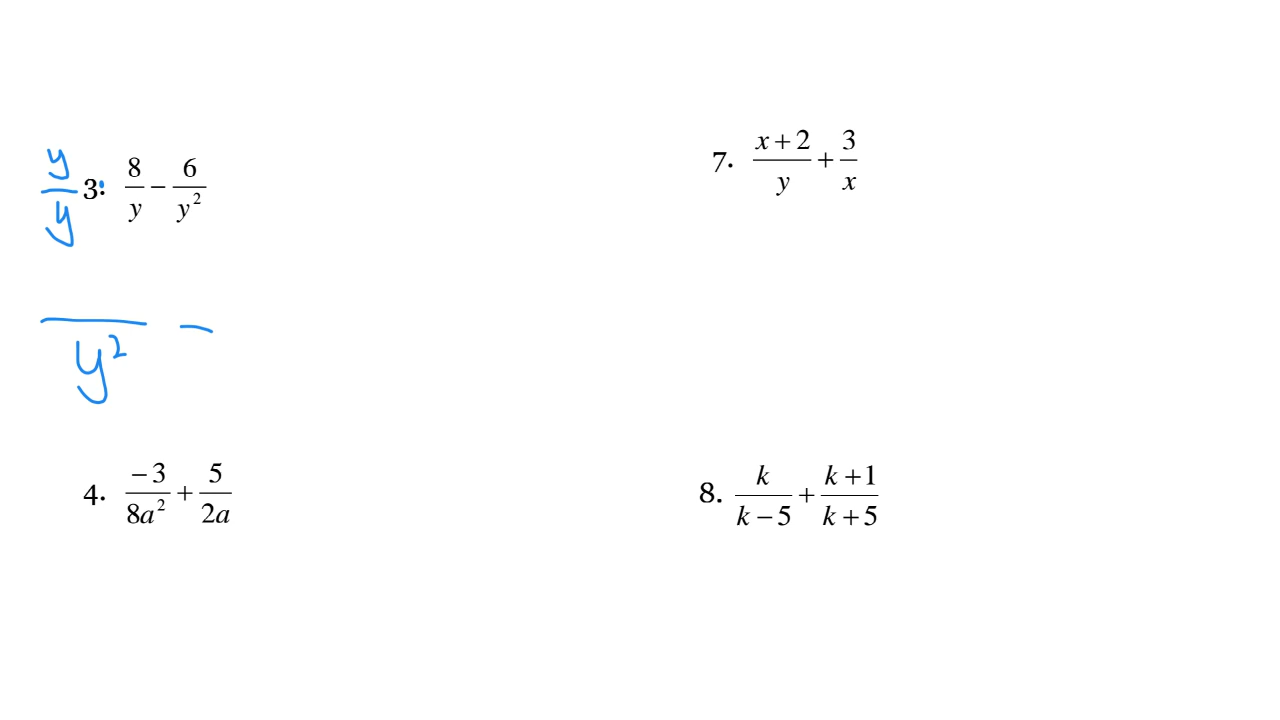 y/y 3. 8/y − 6/y²
/y² −
4. −3/8a² + 5/2a
7. x+2/y + 3/x
8. k/k−5 + k+1/k+5